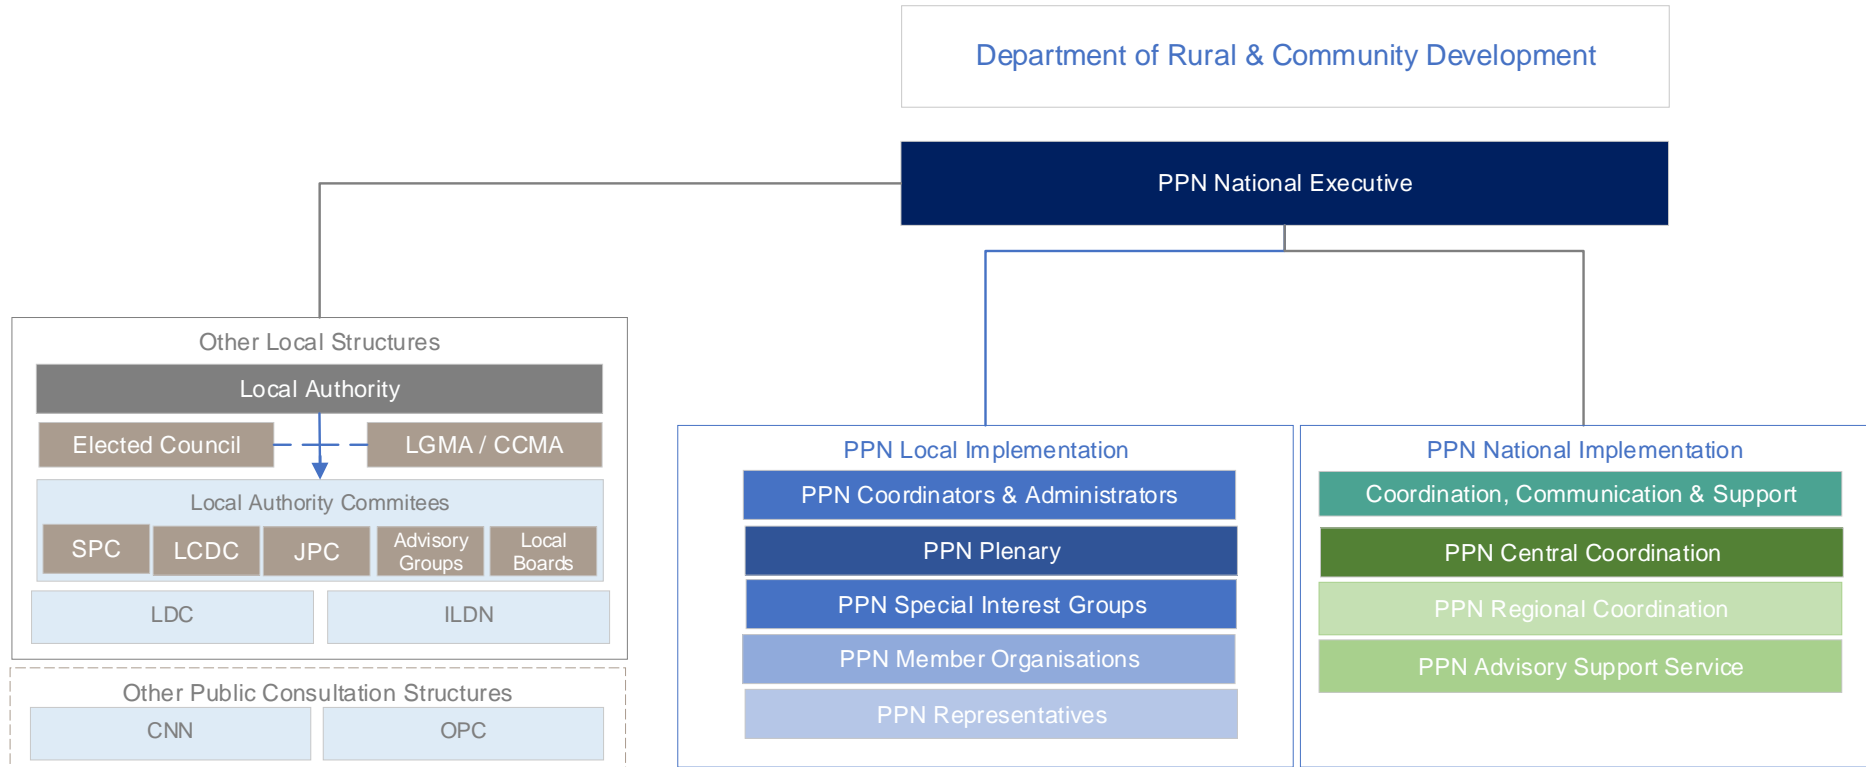 Department of Rural & Community Development
PPN National Executive
Other Local Structures
Local Authority
Elected Council
LGMA / CCMA
Local Authority Commitees
SPC
LCDC
JPC
Advisory
Groups
Local
Boards
LDC
ILDN
Other Public Consultation Structures
CNN
OPC
PPN Local Implementation
PPN Coordinators & Administrators
PPN Plenary
PPN Special Interest Groups
PPN Member Organisations
PPN Representatives
PPN National Implementation
Coordination, Communication & Support
PPN Central Coordination
PPN Regional Coordination
PPN Advisory Support Service